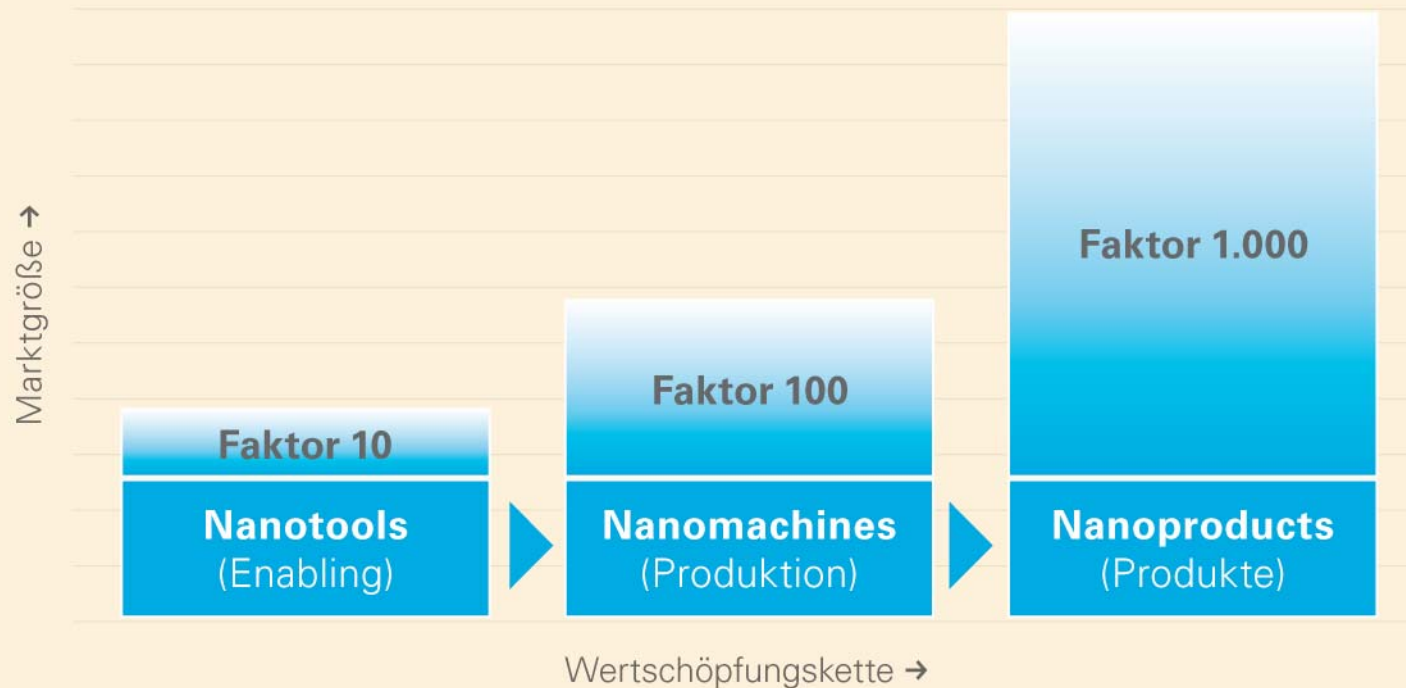 Marktgröße →
Faktor 10
Faktor 100
Faktor 1.000
Nanotools
(Enabling)
Nanomachines
(Produktion)
Nanoproducts
(Produkte)
Wertschöpfungskette →